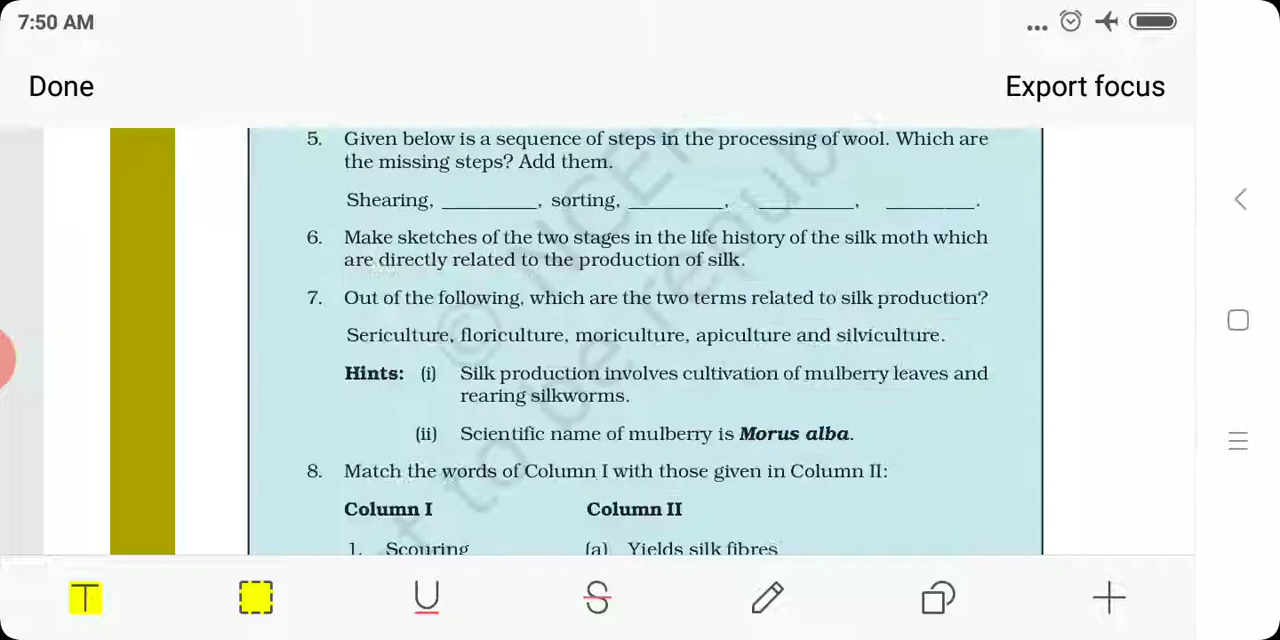 7:50 AM
Done
Export focus
5. Given below is a sequence of steps in the processing of wool. Which are
the missing steps? Add them.
Shearing, __________, sorting, __________, __________, __________.
6. Make sketches of the two stages in the life history of the silk moth which
are directly related to the production of silk.
7. Out of the following, which are the two terms related to silk production?
Sericulture, floriculture, moriculture, apiculture and silviculture.
Hints: (i) Silk production involves cultivation of mulberry leaves and
rearing silkworms.
(ii) Scientific name of mulberry is Morus alba.
8. Match the words of Column I with those given in Column II:
Column I Column II
1. Scouring (a) Yields silk fibres
T U S